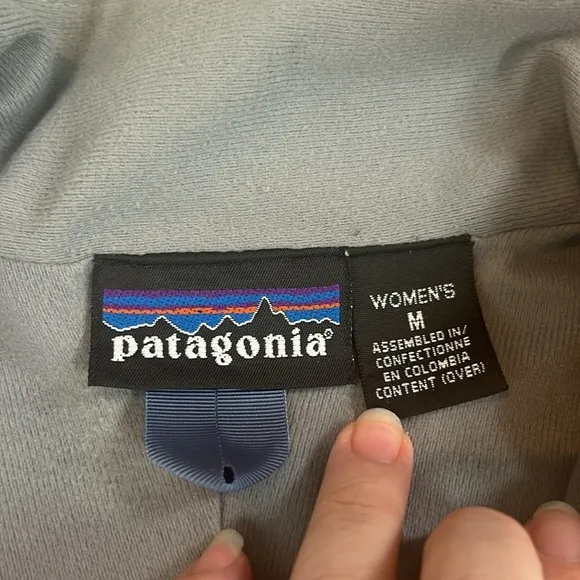 patagonia®
WOMEN'S
M
ASSEMBLED IN/
CONFECTIONNE
EN COLOMBIA
CONTENT (OVER)